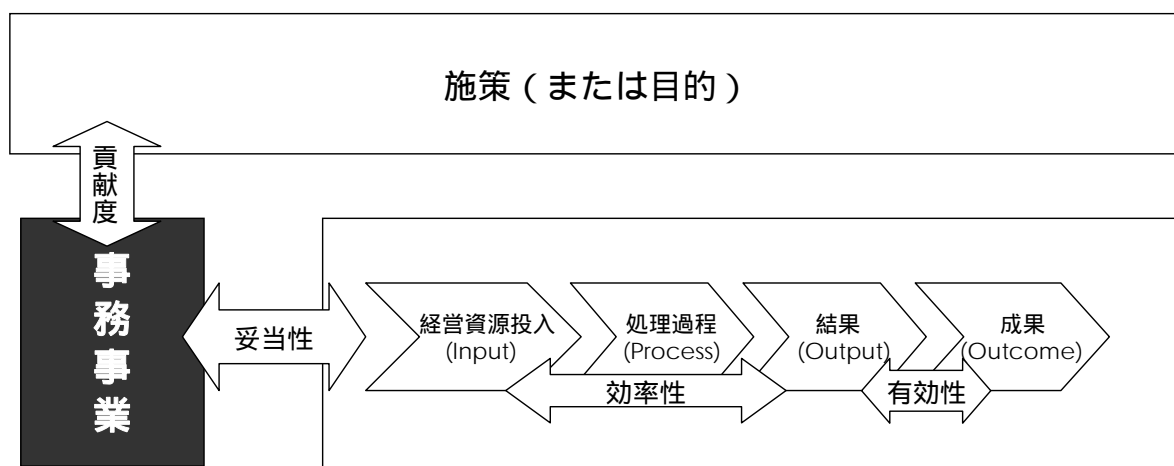 施策（または目的）
貢献度
事務事業
妥当性
経営資源投入
(Input)
処理過程
(Process)
結果
(Output)
成果
(Outcome)
効率性
有効性